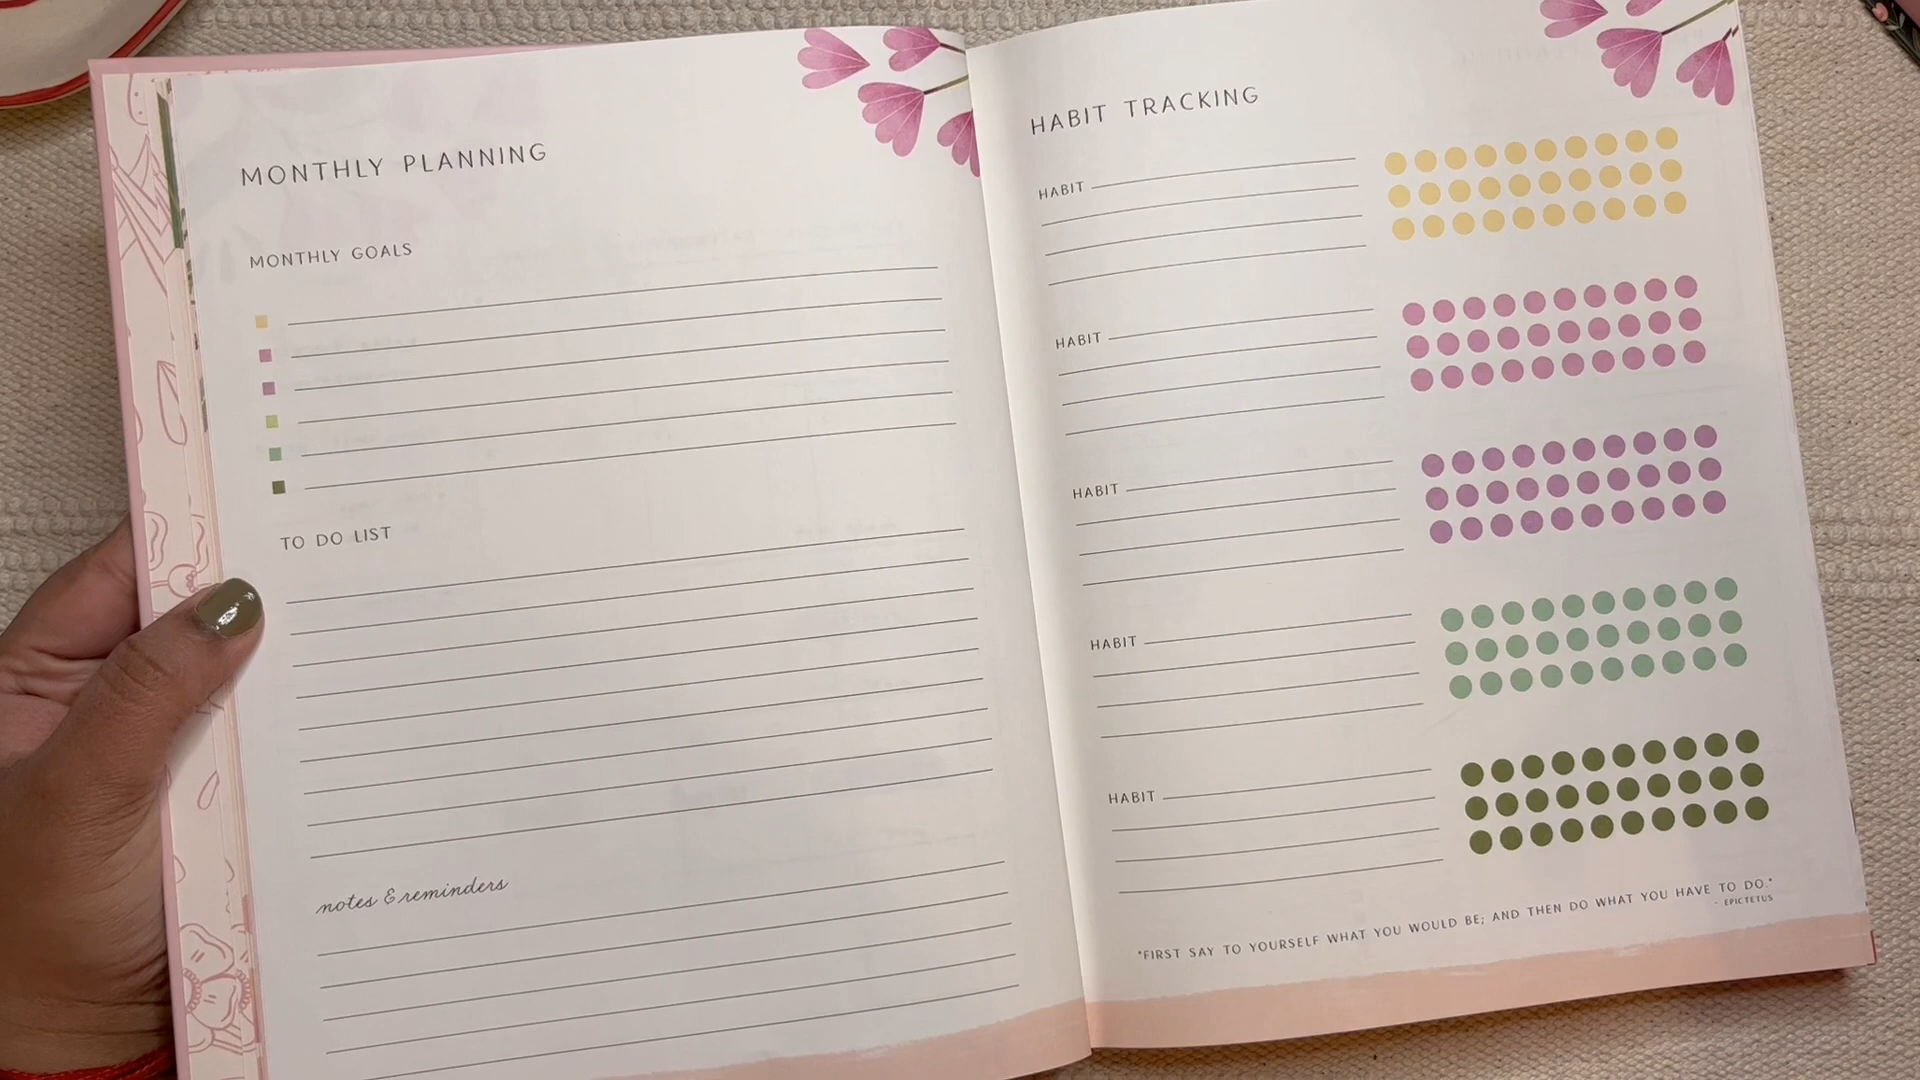 MONTHLY PLANNING
MONTHLY GOALS
TO DO LIST
notes & reminders
HABIT TRACKING
HABIT
HABIT
HABIT
HABIT
HABIT
"FIRST SAY TO YOURSELF WHAT YOU WOULD BE; AND THEN DO WHAT YOU HAVE TO DO."
- EPICTETUS